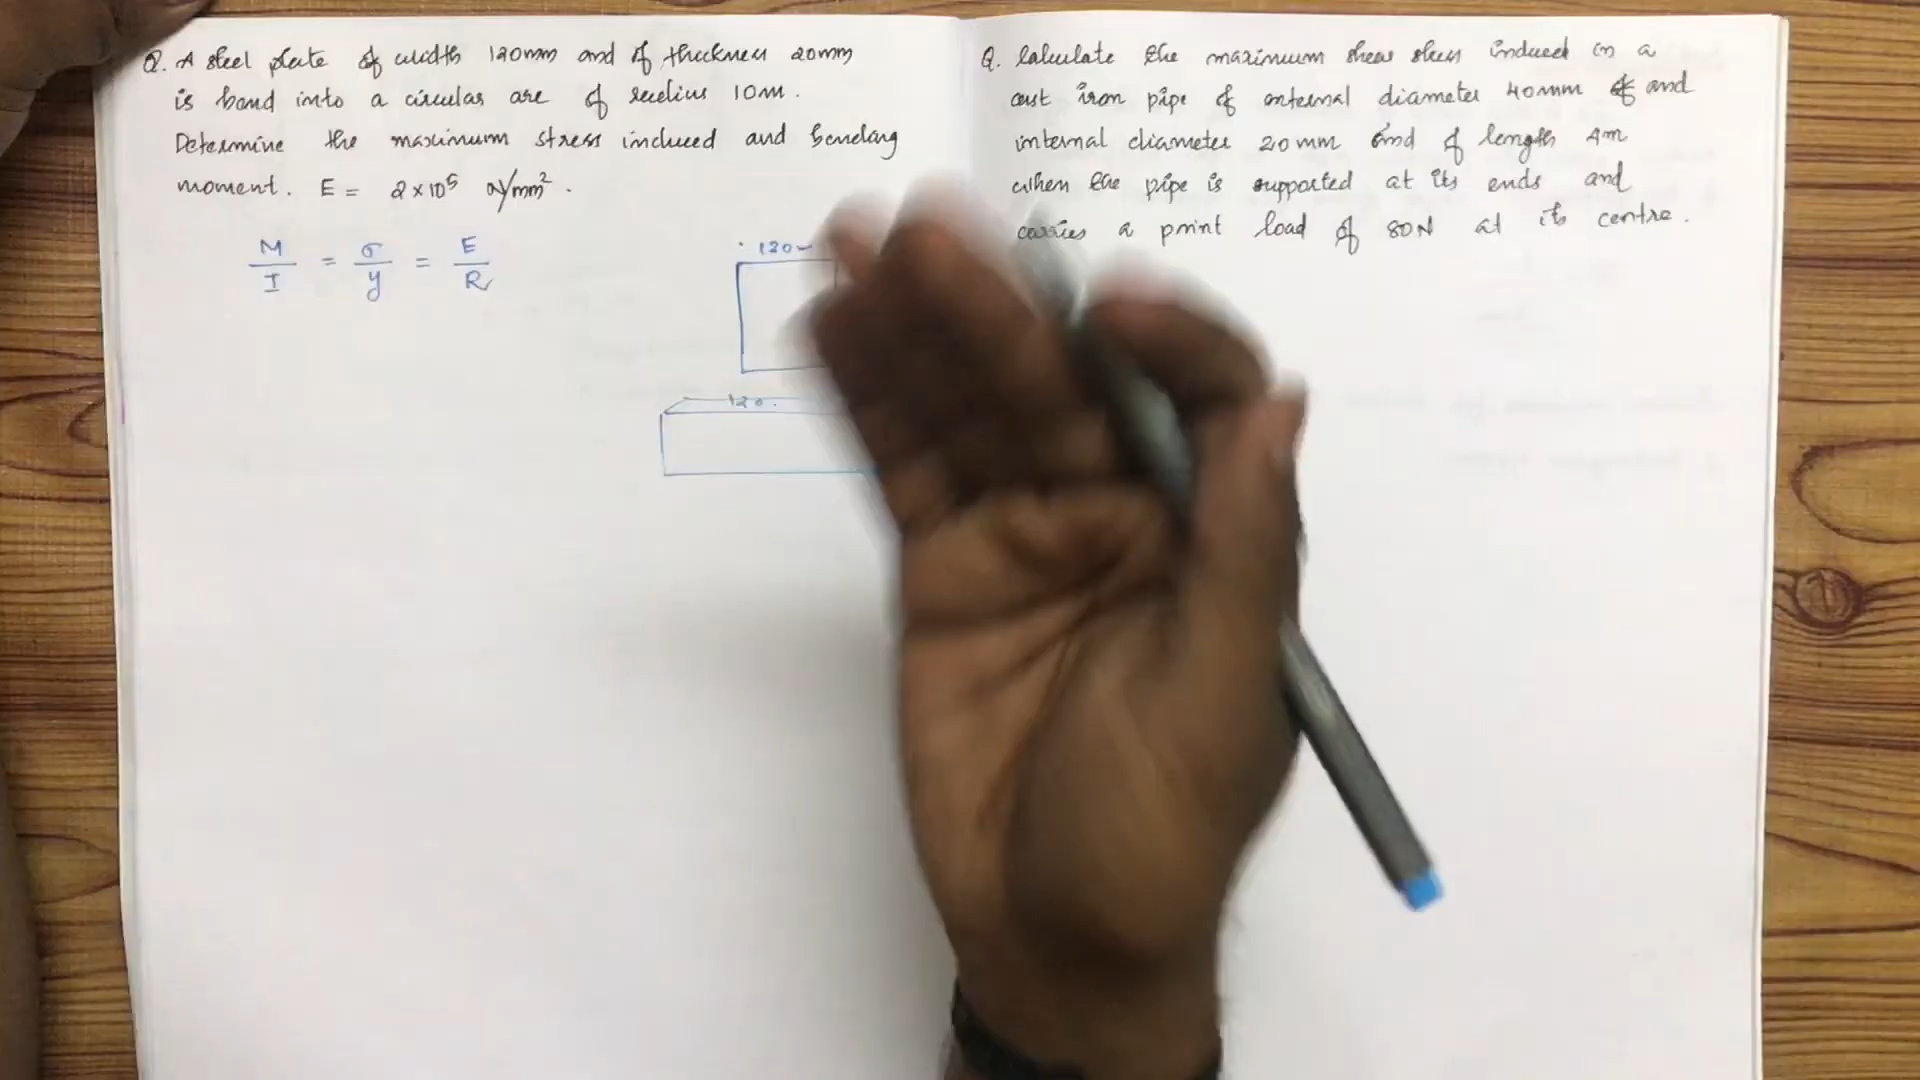 Q. A steel plate of width 120mm and of thickness 20mm
is bend into a circular arc of radius 10m.
Determine the maximum stress induced and bending
moment. E = 2×10⁵ N/mm².
M/I = σ/y = E/R
120
120.
Q. Calculate the maximum shear stress induced in a
cast iron pipe of external diameter 40mm of and
internal diameter 20mm and of length 4m
when the pipe is supported at its ends and
carries a point load of 80N at its centre.